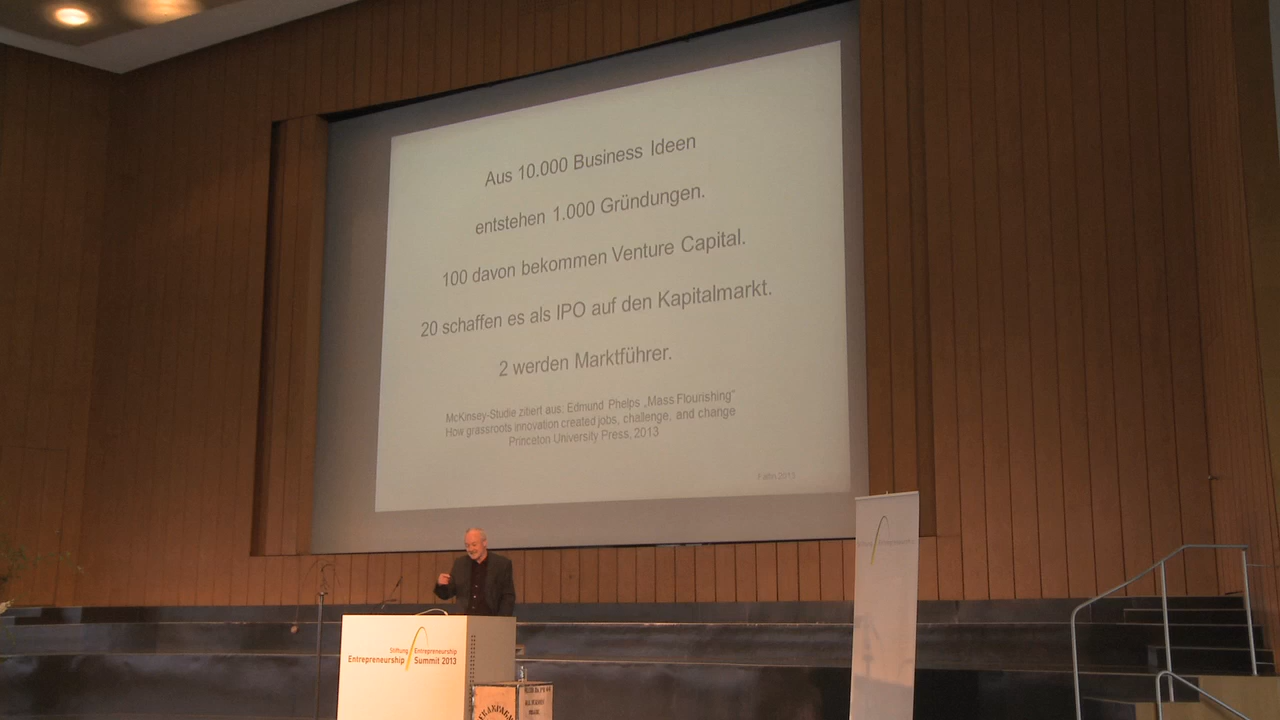 Aus 10.000 Business Ideen
entstehen 1.000 Gründungen.
100 davon bekommen Venture Capital.
20 schaffen es als IPO auf den Kapitalmarkt.
2 werden Marktführer.
McKinsey-Studie zitiert aus: Edmund Phelps „Mass Flourishing“
How grassroots innovation created jobs, challenge, and change
Princeton University Press, 2013
Stiftung Entrepreneurship
Entrepreneurship Summit 2013